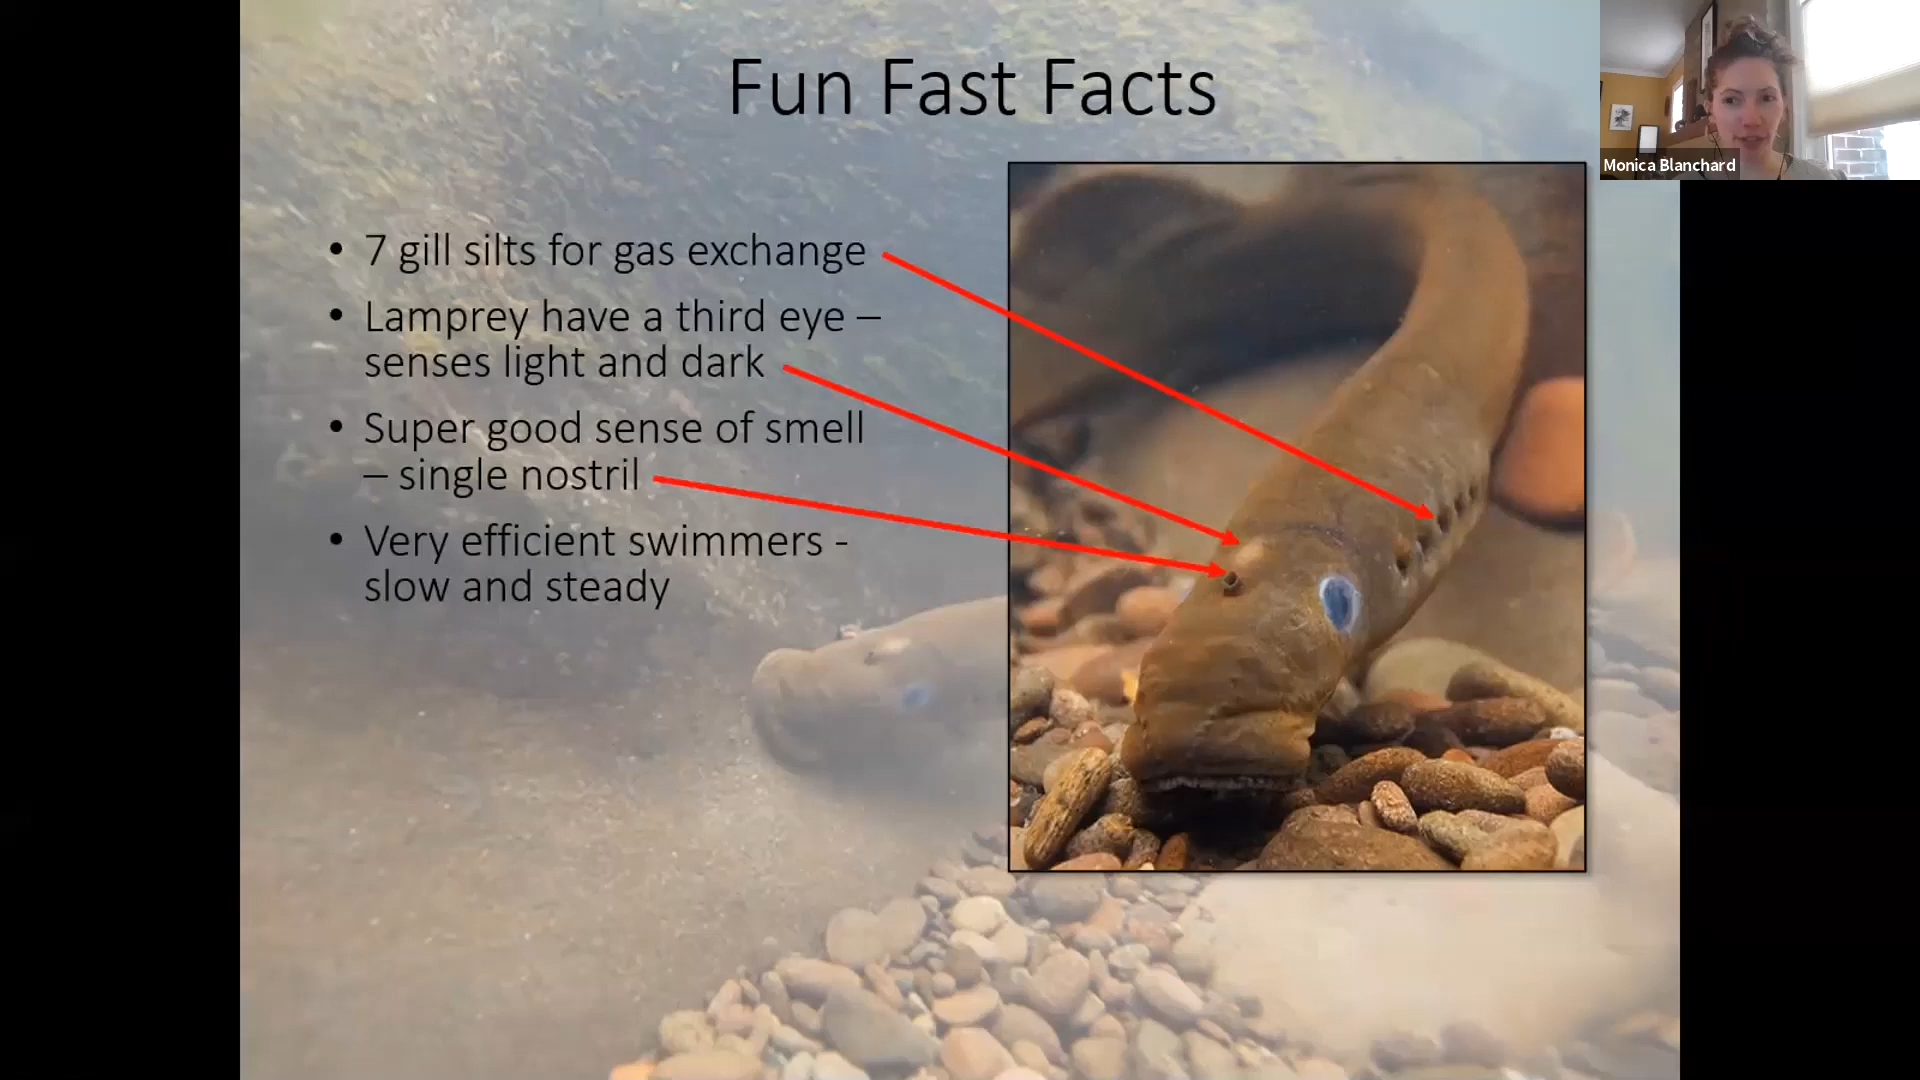 Fun Fast Facts
Monica Blanchard
• 7 gill silts for gas exchange
• Lamprey have a third eye –
senses light and dark
• Super good sense of smell
– single nostril
• Very efficient swimmers -
slow and steady